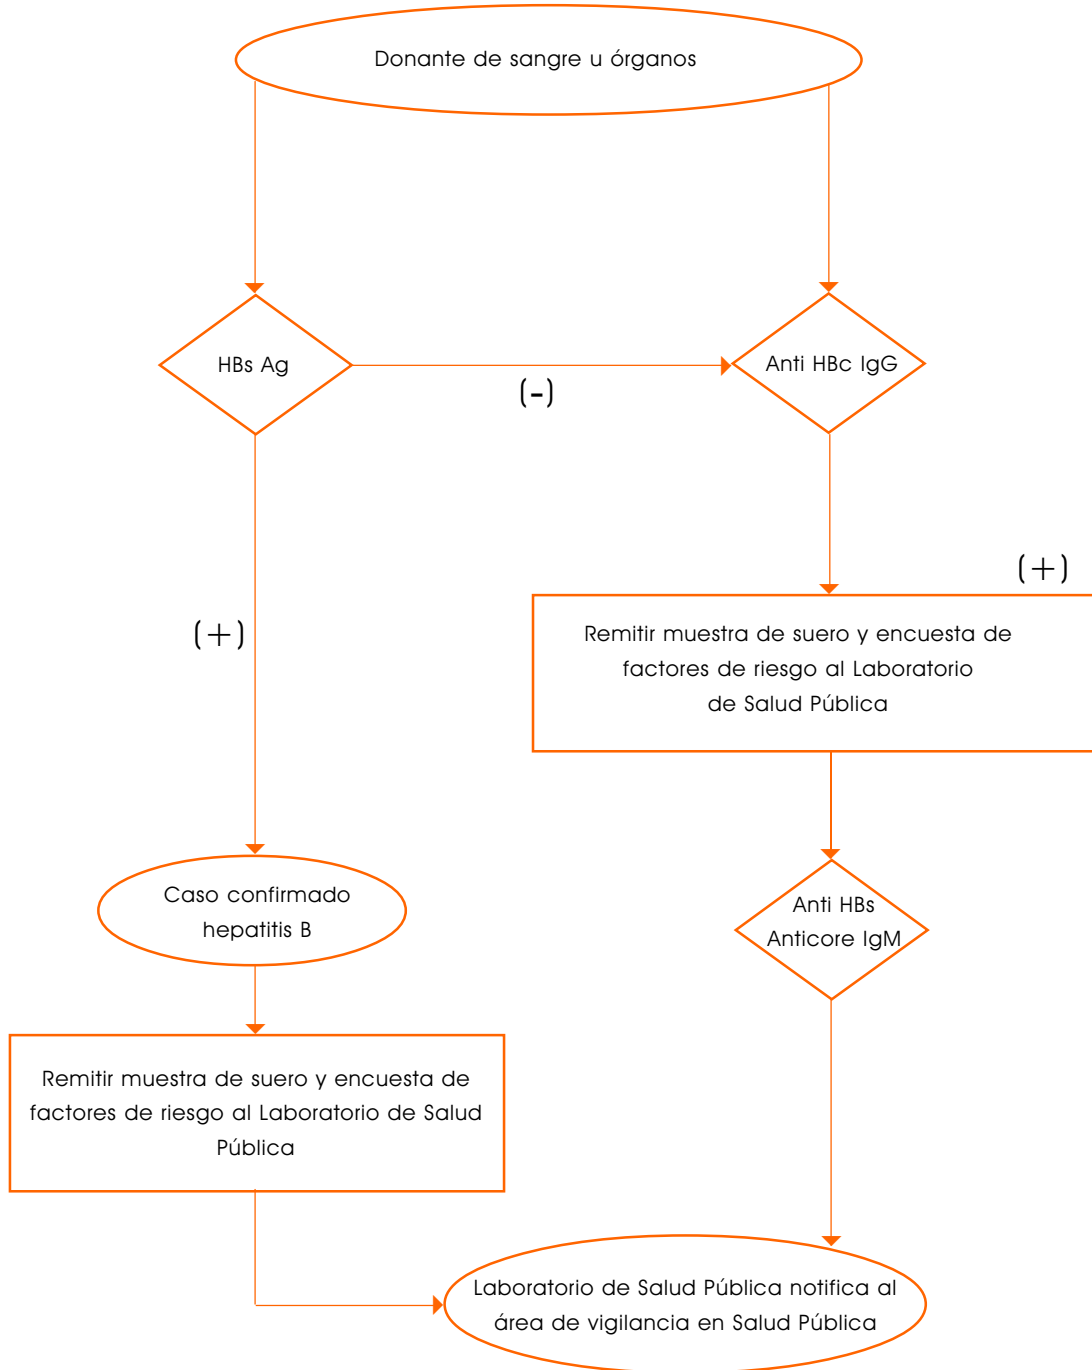 Donante de sangre u órganos
HBs Ag
Anti HBc IgG
(-)
(+)
(+)
Remitir muestra de suero y encuesta de
factores de riesgo al Laboratorio
de Salud Pública
Caso confirmado
hepatitis B
Anti HBs
Anticore IgM
Remitir muestra de suero y encuesta de
factores de riesgo al Laboratorio de Salud
Pública
Laboratorio de Salud Pública notifica al
área de vigilancia en Salud Pública